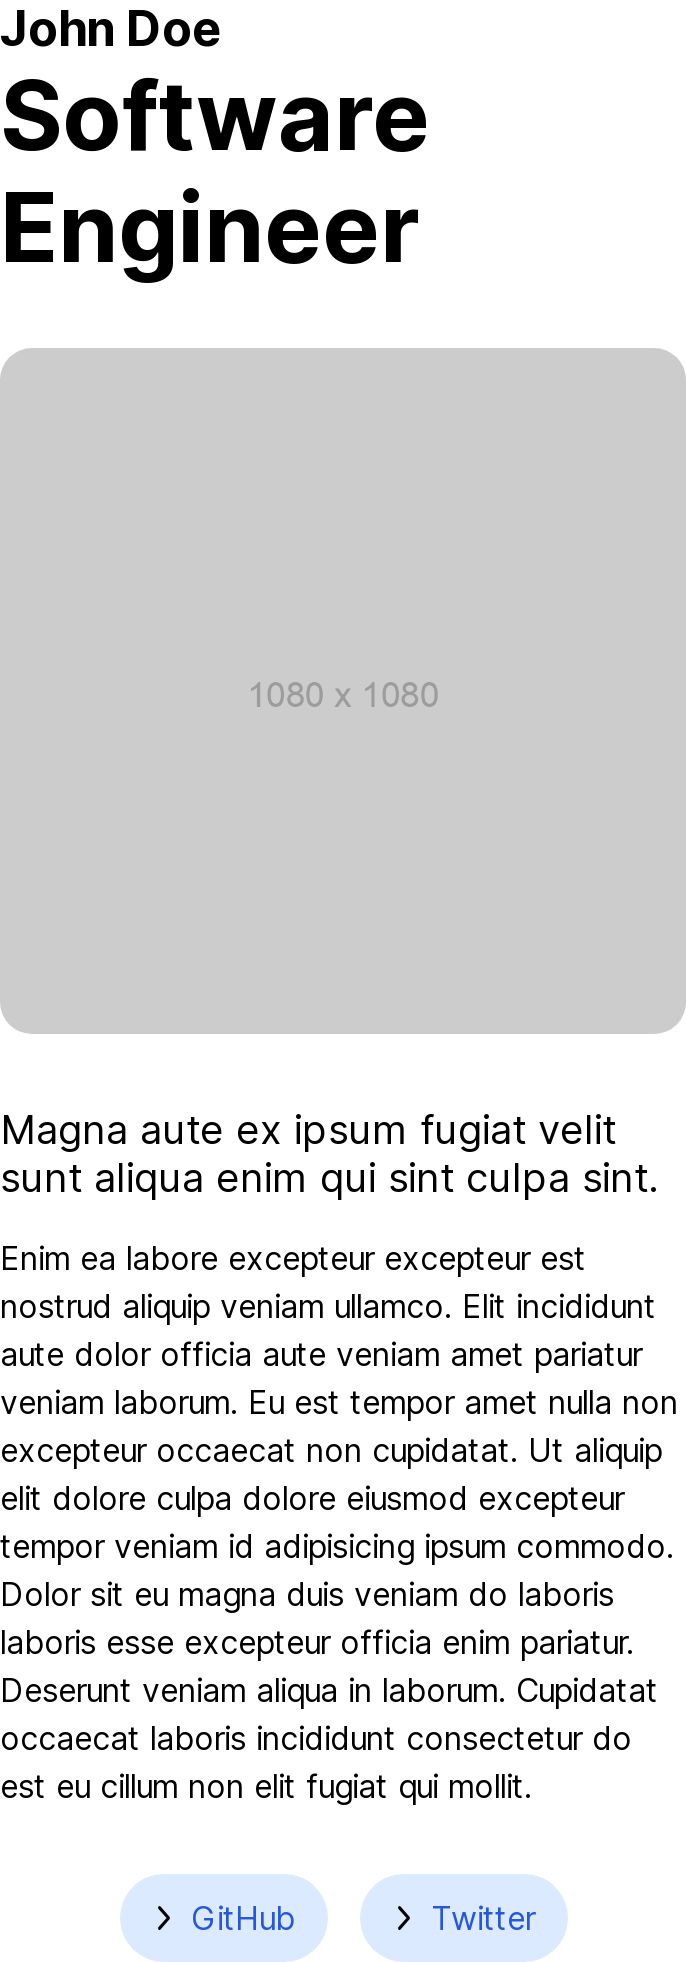 John Doe
Software
Engineer
1080 x 1080
Magna aute ex ipsum fugiat velit
sunt aliqua enim qui sint culpa sint.
Enim ea labore excepteur excepteur est
nostrud aliquip veniam ullamco. Elit incididunt
aute dolor officia aute veniam amet pariatur
veniam laborum. Eu est tempor amet nulla non
excepteur occaecat non cupidatat. Ut aliquip
elit dolore culpa dolore eiusmod excepteur
tempor veniam id adipisicing ipsum commodo.
Dolor sit eu magna duis veniam do laboris
laboris esse excepteur officia enim pariatur.
Deserunt veniam aliqua in laborum. Cupidatat
occaecat laboris incididunt consectetur do
est eu cillum non elit fugiat qui mollit.
GitHub
Twitter